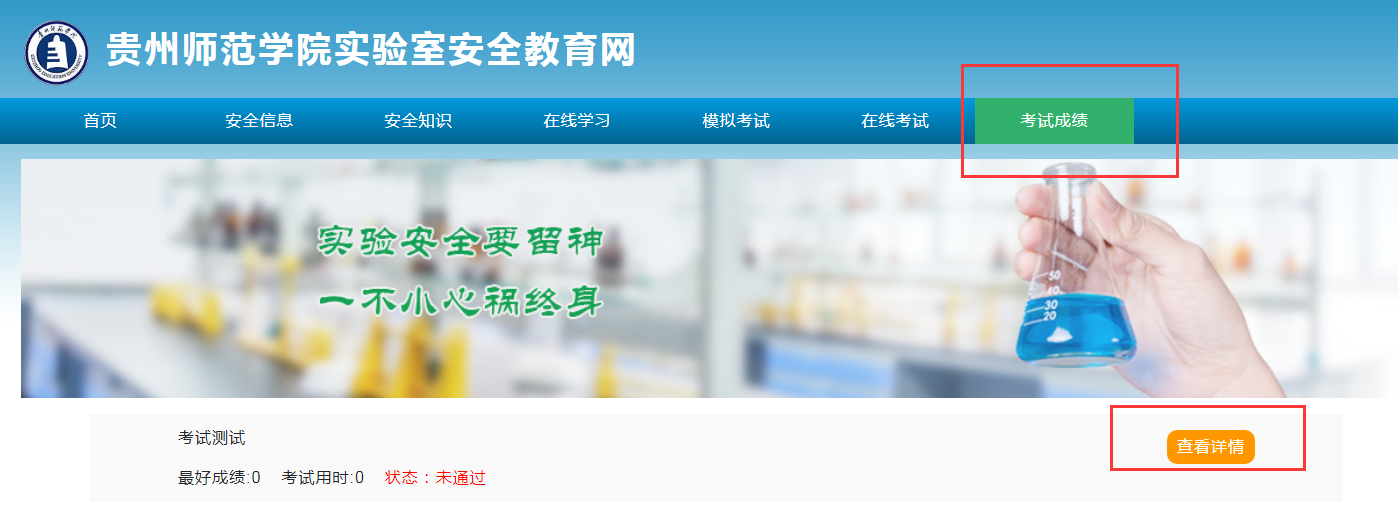 贵州师范学院实验室安全教育网
首页 安全信息 安全知识 在线学习 模拟考试 在线考试 考试成绩
实验安全要留神
一不小心祸终身
50
40
30
20
考试测试
查看详情
最好成绩:0 考试用时:0 状态：未通过